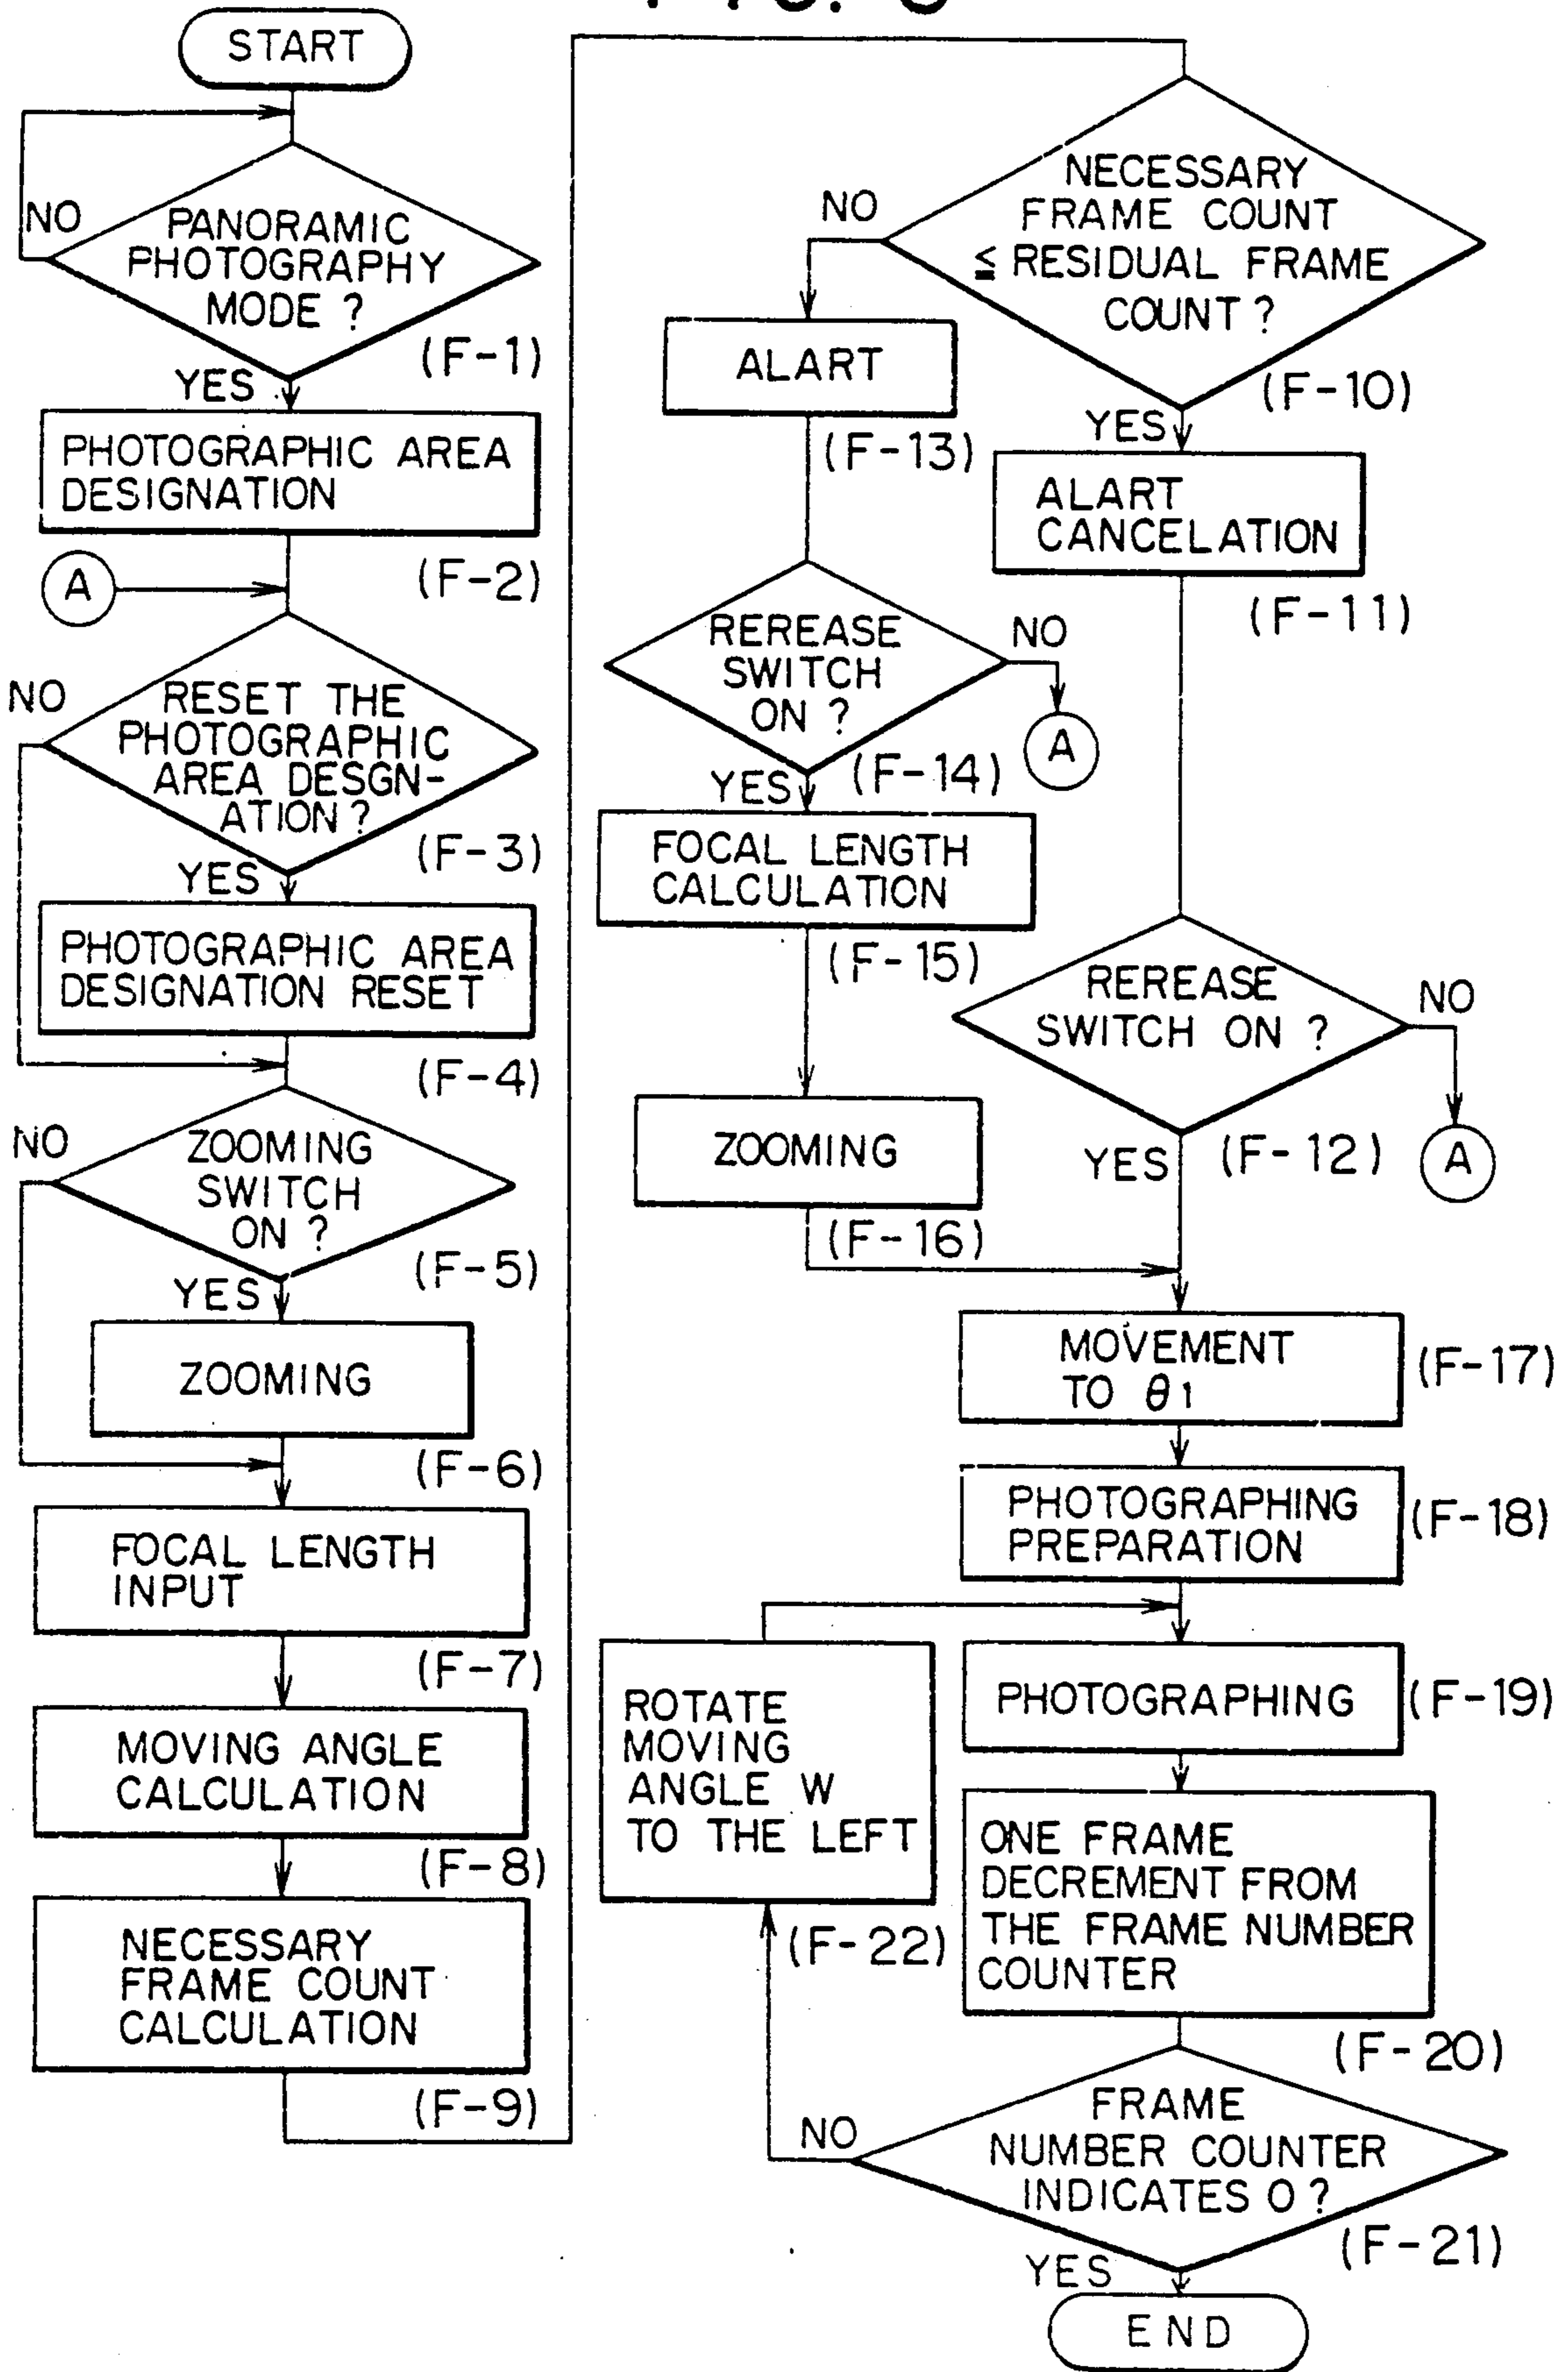 FIG.
START
NO
PANORAMIC
PHOTOGRAPHY
MODE ?
(F-1)
YES
PHOTOGRAPHIC AREA
DESIGNATION
(F-2)
A
NO
RESET THE
PHOTOGRAPHIC
AREA DESGN-
ATION ?
(F-3)
YES
PHOTOGRAPHIC AREA
DESIGNATION RESET
(F-4)
NO
ZOOMING
SWITCH
ON ?
(F-5)
YES
ZOOMING
(F-6)
FOCAL LENGTH
INPUT
(F-7)
MOVING ANGLE
CALCULATION
(F-8)
NECESSARY
FRAME COUNT
CALCULATION
(F-9)
NECESSARY
FRAME COUNT
≦ RESIDUAL FRAME
COUNT ?
(F-10)
NO
YES
ALART
(F-13)
ALART
CANCELATION
(F-11)
REREASE
SWITCH
ON ?
NO
A
(F-14)
YES
FOCAL LENGTH
CALCULATION
(F-15)
ZOOMING
(F-16)
REREASE
SWITCH ON ?
NO
A
(F-12)
YES
MOVEMENT
TO θ1
(F-17)
PHOTOGRAPHING
PREPARATION
(F-18)
PHOTOGRAPHING
(F-19)
ONE FRAME
DECREMENT FROM
THE FRAME NUMBER
COUNTER
(F-20)
ROTATE
MOVING
ANGLE W
TO THE LEFT
(F-22)
NO
FRAME
NUMBER COUNTER
INDICATES 0 ?
(F-21)
YES
END